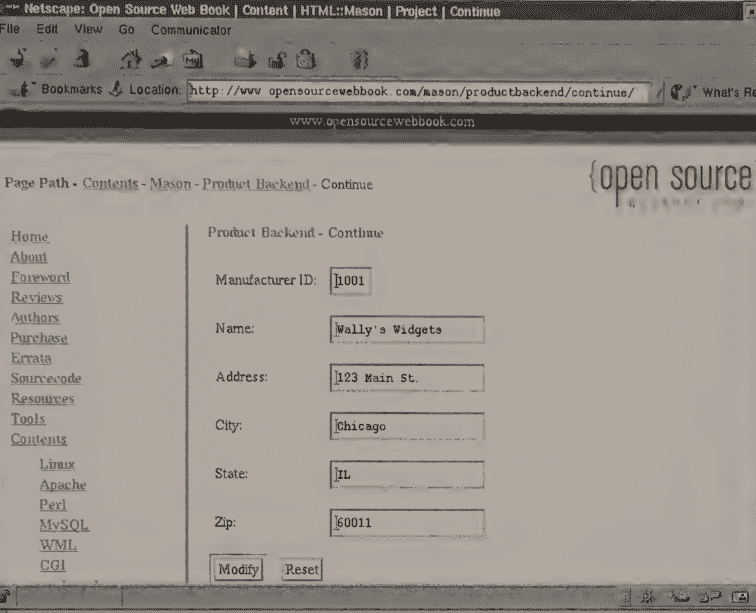 Netscape: Open Source Web Book | Content | HTML::Mason | Project | Continue
File Edit View Go Communicator
Bookmarks Location: http://www opensourcewebbook.com/mason/productbackend/continue/ What's Re
www.opensourcewebbook.com
Page Path - Contents - Mason - Product Backend - Continue
{open source
Home
About
Foreword
Reviews
Authors
Purchase
Errata
Sourcecode
Resources
Tools
Contents
Linux
Apache
Perl
MySQL
WML
CGI
Product Backend - Continue
Manufacturer ID: 1001
Name: Wally's Widgets
Address: 123 Main St.
City: Chicago
State: IL
Zip: 60011
Modify Reset